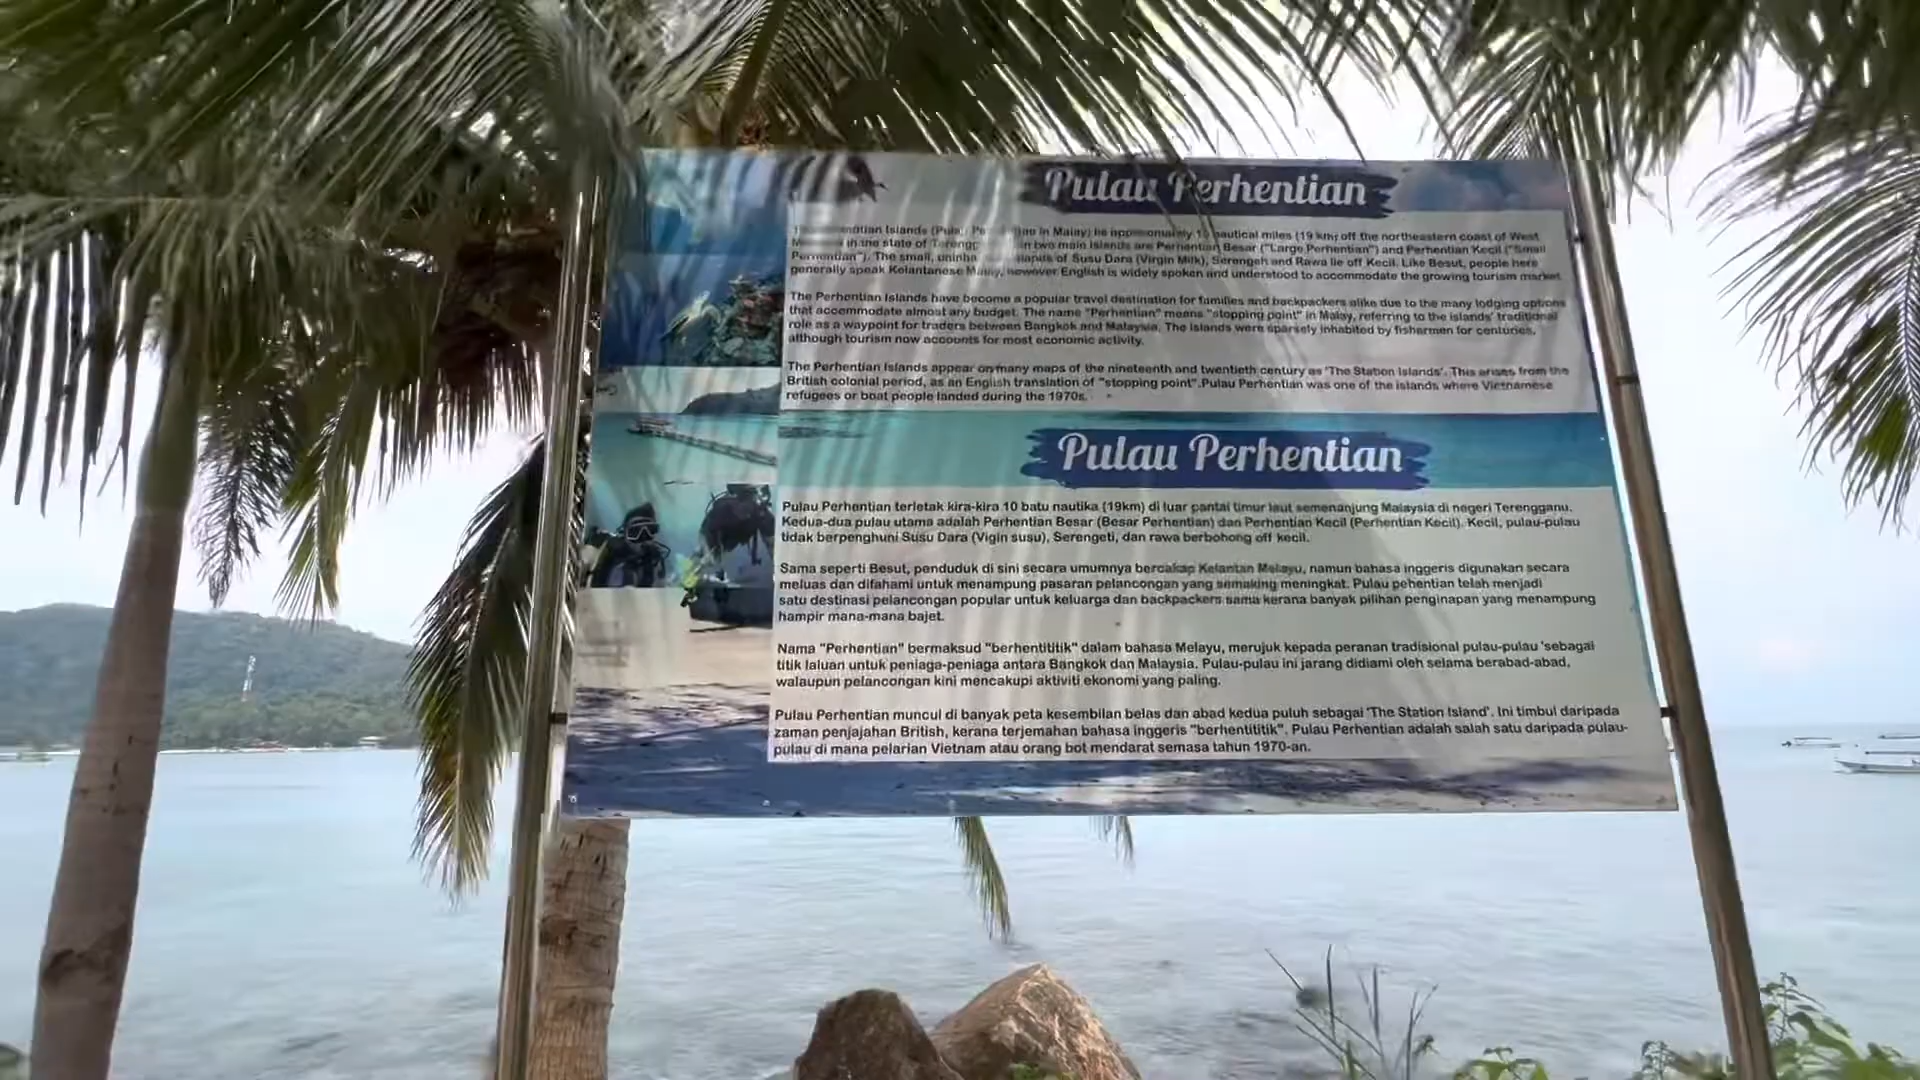 Pulau Perhentian
Islands (Pulau in Malay) lie approximately nautical miles (19 km) off the northeastern coast of West
in the state of two main islands are Perhentian Besar ("Large Perhentian") and Perhentian Kecil ("Small
Perhentian"). The small, of Susu Dara (Virgin Milk), Serengeh and Rawa lie off Kecil. Like Besut, people here
generally speak Kelantanese Malay, however English is widely spoken and understood to accommodate the growing tourism market.
The Perhentian Islands have become a popular travel destination for families and backpackers alike due to the many lodging options
that accommodate almost any budget. The name "Perhentian" means "stopping point" in Malay, referring to the islands' traditional
role as a waypoint for traders between Bangkok and Malaysia. The islands were sparsely inhabited by fishermen for centuries,
although tourism now accounts for most economic activity.
The Perhentian Islands appear on many maps of the nineteenth and twentieth century as 'The Station Islands'. This arises from the
British colonial period, as an English translation of "stopping point".Pulau Perhentian was one of the islands where Vietnamese
refugees or boat people landed during the 1970s.
Pulau Perhentian
Pulau Perhentian terletak kira-kira 10 batu nautika (19km) di luar pantai timur laut semenanjung Malaysia di negeri Terengganu.
Kedua-dua pulau utama adalah Perhentian Besar (Besar Perhentian) dan Perhentian Kecil (Perhentian Kecil). Kecil, pulau-pulau
tidak berpenghuni Susu Dara (Vigin susu), Serengeti, dan rawa berbohong off kecil.
Sama seperti Besut, penduduk di sini secara umumnya bercakap Kelantan Melayu, namun bahasa inggeris digunakan secara
meluas dan difahami untuk menampung pasaran pelancongan yang semaking meningkat. Pulau pehentian telah menjadi
satu destinasi pelancongan popular untuk keluarga dan backpackers sama kerana banyak pilihan penginapan yang menampung
hampir mana-mana bajet.
Nama "Perhentian" bermaksud "berhentititik" dalam bahasa Melayu, merujuk kepada peranan tradisional pulau-pulau 'sebagai
titik laluan untuk peniaga-peniaga antara Bangkok dan Malaysia. Pulau-pulau ini jarang didiami oleh selama berabad-abad,
walaupun pelancongan kini mencakupi aktiviti ekonomi yang paling.
Pulau Perhentian muncul di banyak peta kesembilan belas dan abad kedua puluh sebagai 'The Station Island'. Ini timbul daripada
zaman penjajahan British, kerana terjemahan bahasa inggeris "berhentititik". Pulau Perhentian adalah salah satu daripada pulau-
pulau di mana pelarian Vietnam atau orang bot mendarat semasa tahun 1970-an.